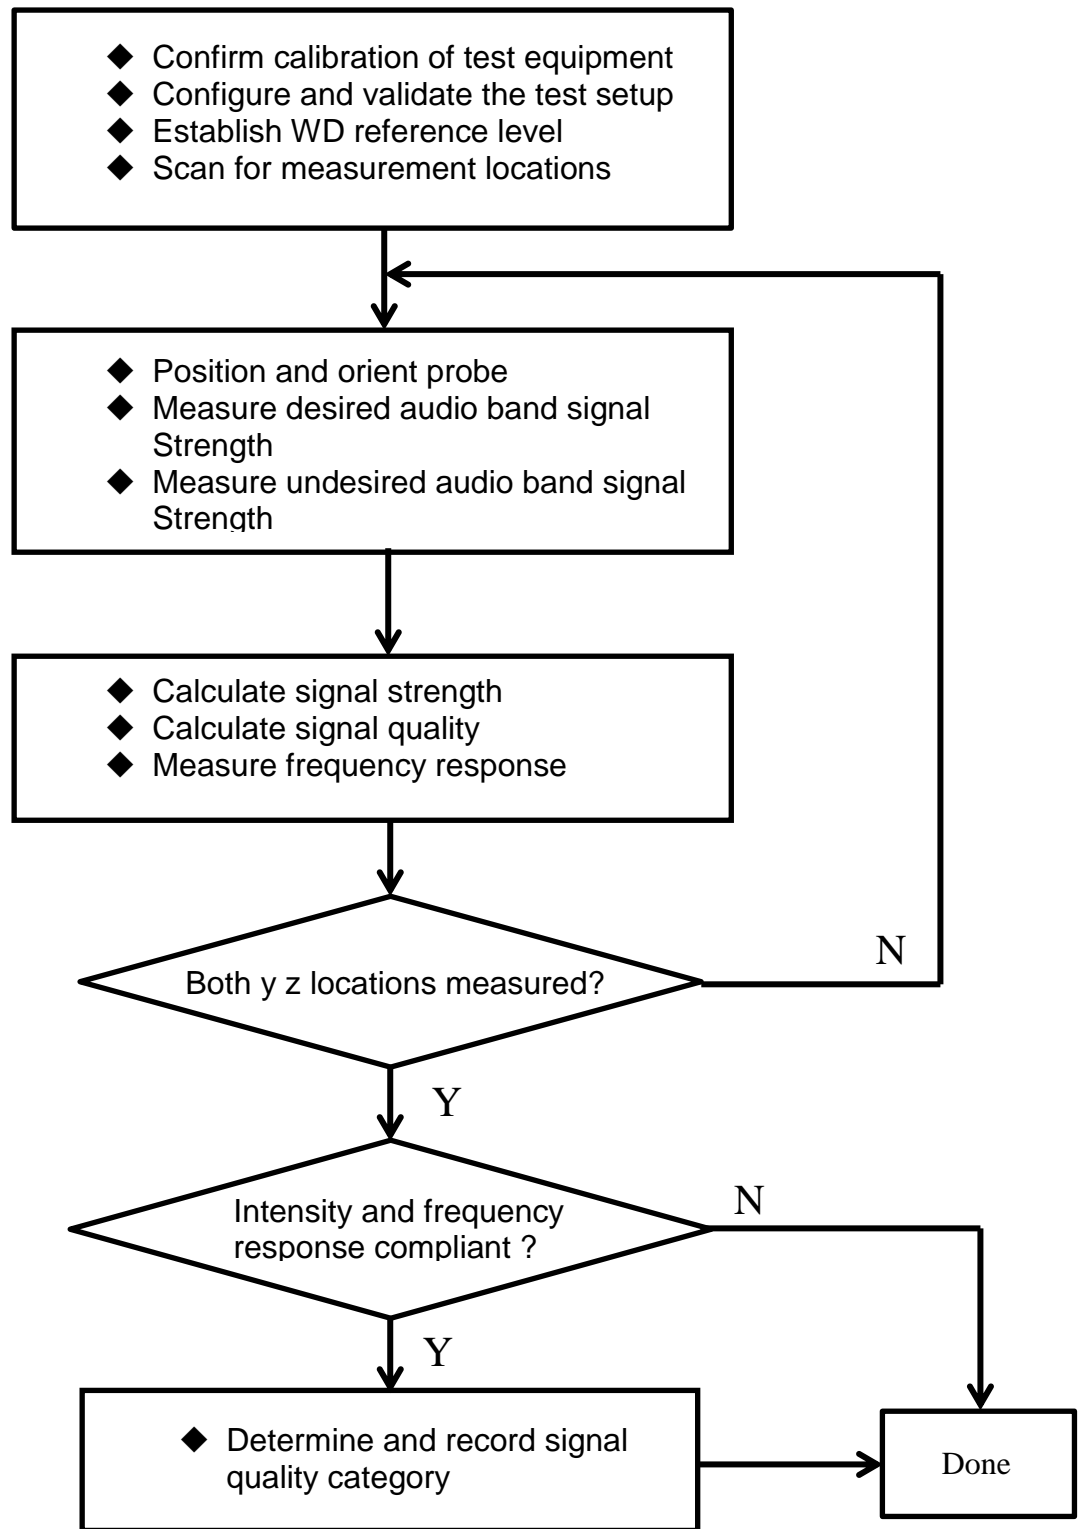 ◆ Confirm calibration of test equipment
◆ Configure and validate the test setup
◆ Establish WD reference level
◆ Scan for measurement locations
◆ Position and orient probe
◆ Measure desired audio band signal
Strength
◆ Measure undesired audio band signal
Strength
◆ Calculate signal strength
◆ Calculate signal quality
◆ Measure frequency response
Both y z locations measured?
N
Y
Intensity and frequency
response compliant ?
N
Y
◆ Determine and record signal
quality category
Done